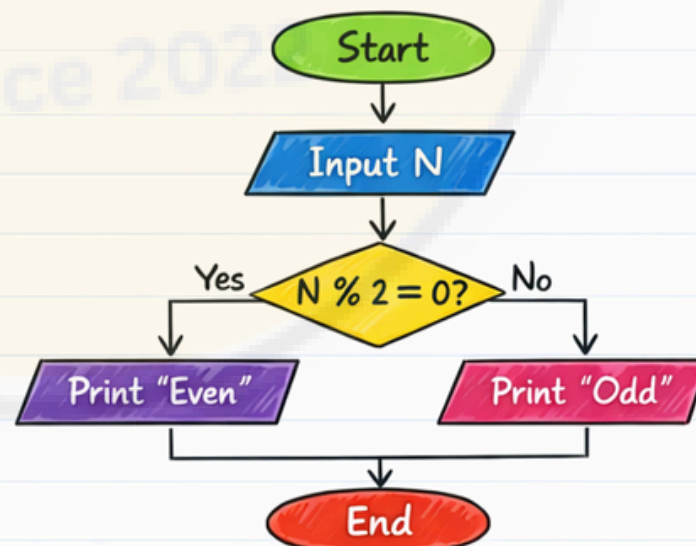 Start
Input N
Yes
N % 2 = 0?
No
Print “Even”
Print “Odd”
End